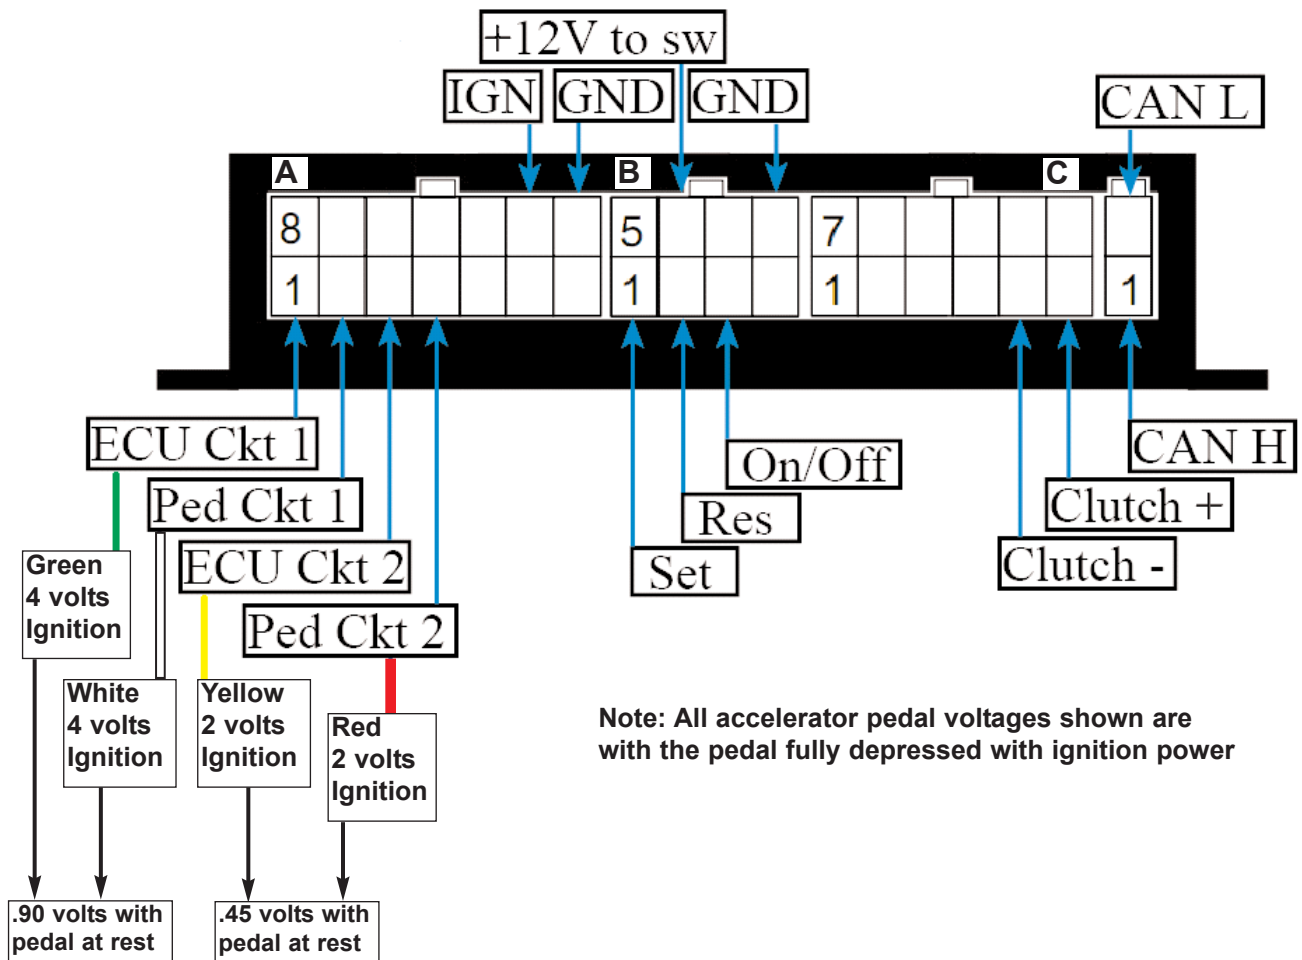 +12V to sw
IGN
GND
GND
CAN L
A
B
C
8
5
7
1
1
1
1
ECU Ckt 1
Ped Ckt 1
ECU Ckt 2
Ped Ckt 2
On/Off
Res
Set
CAN H
Clutch +
Clutch -
Green
4 volts
Ignition
White
4 volts
Ignition
Yellow
2 volts
Ignition
Red
2 volts
Ignition
Note: All accelerator pedal voltages shown are
with the pedal fully depressed with ignition power
.90 volts with
pedal at rest
.45 volts with
pedal at rest